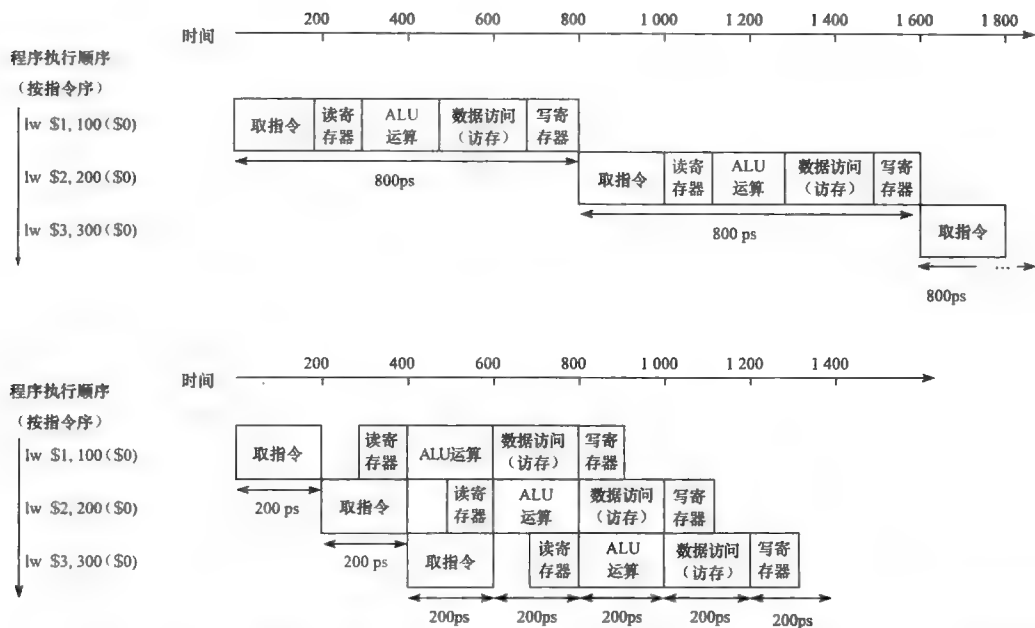 200 400 600 800 1 000 1 200 1 400 1 600 1 800
时间
程序执行顺序
（按指令序）
lw $1, 100($0)
取指令 读寄存器 ALU运算 数据访问（访存） 写寄存器
800ps
lw $2, 200($0)
取指令 读寄存器 ALU运算 数据访问（访存） 写寄存器
800 ps
lw $3, 300($0)
取指令
...
800ps
200 400 600 800 1 000 1 200 1 400
时间
程序执行顺序
（按指令序）
lw $1, 100($0)
取指令 读寄存器 ALU运算 数据访问（访存） 写寄存器
200 ps
lw $2, 200($0)
取指令 读寄存器 ALU运算 数据访问（访存） 写寄存器
200 ps
lw $3, 300($0)
取指令 读寄存器 ALU运算 数据访问（访存） 写寄存器
200ps 200ps 200ps 200ps 200ps